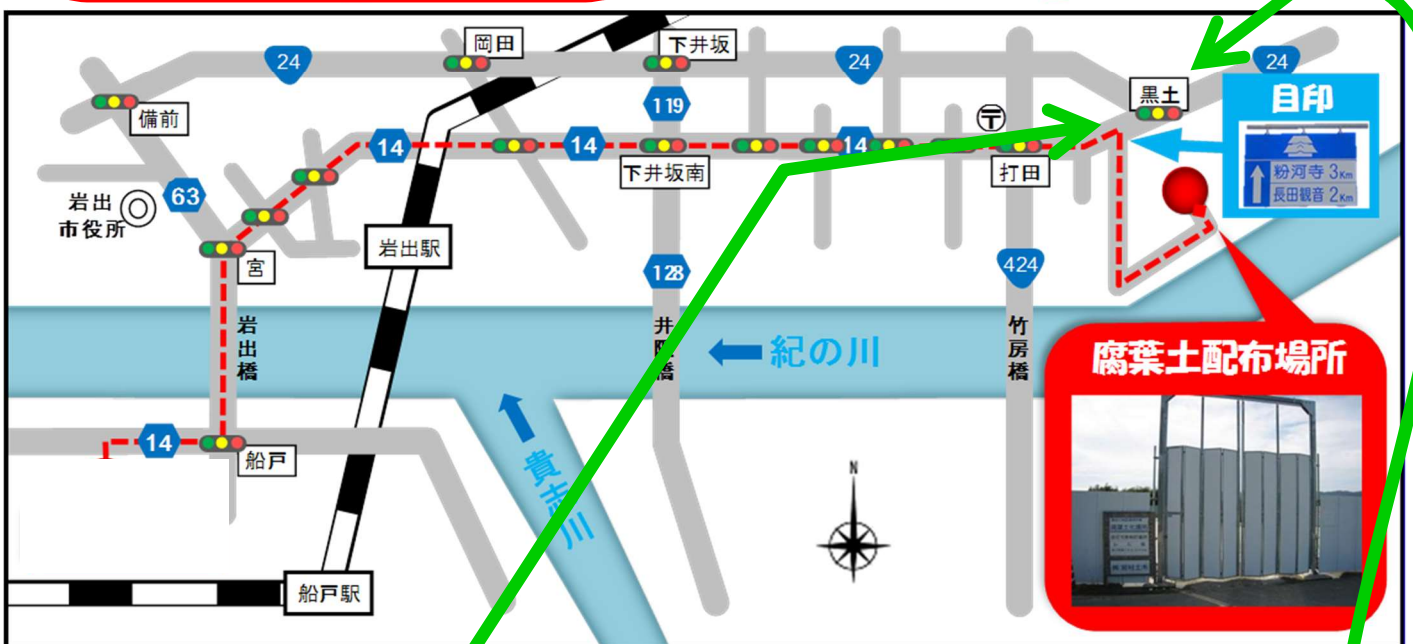 岡田
下井坂
24
24
24
備前
119
黒土
目印
粉河寺 3Km
長田観音 2Km
〒
14
14
14
下井坂南
打田
岩出
市役所
63
宮
岩出駅
128
424
岩出橋
紀の川
竹房橋
腐葉土配布場所
14
船戸
貴志川
N
船戸駅